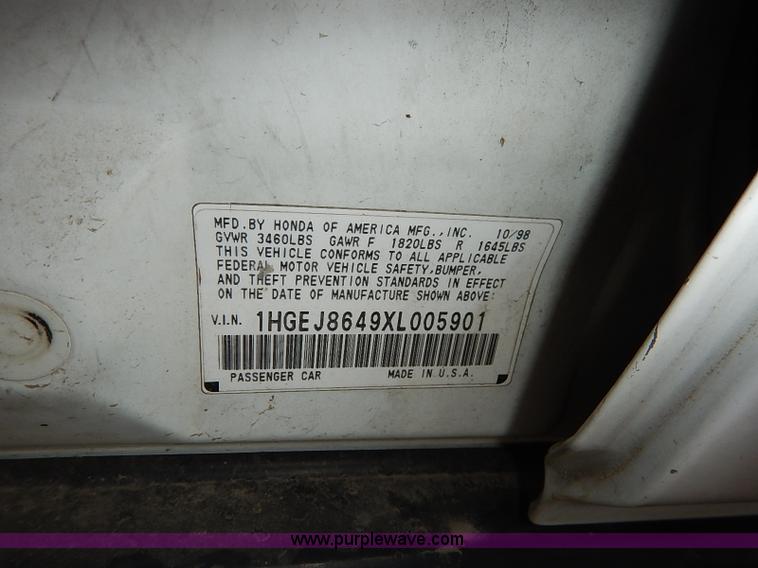 MFD.BY HONDA OF AMERICA MFG.,INC. 10/98
GVWR 3460LBS GAWR F 1820LBS R 1645LBS
THIS VEHICLE CONFORMS TO ALL APPLICABLE
FEDERAL MOTOR VEHICLE SAFETY,BUMPER,
AND THEFT PREVENTION STANDARDS IN EFFECT
ON THE DATE OF MANUFACTURE SHOWN ABOVE:
V.I.N. 1HGEJ8649XL005901
PASSENGER CAR MADE IN U.S.A.
www.purplewave.com